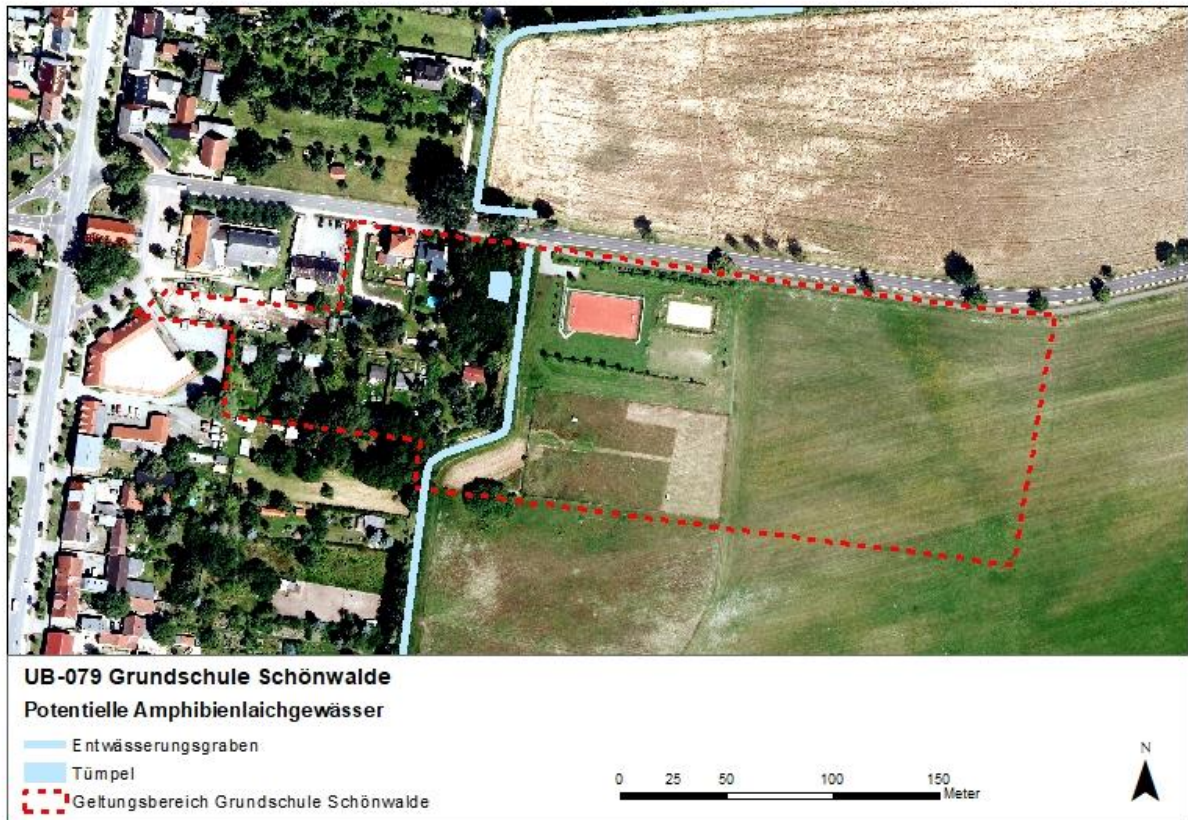 UB-079 Grundschule Schönwalde
Potentielle Amphibienlaichgewässer
Entwässerungsgraben
Tümpel
Geltungsbereich Grundschule Schönwalde
0 25 50 100 150
Meter
N